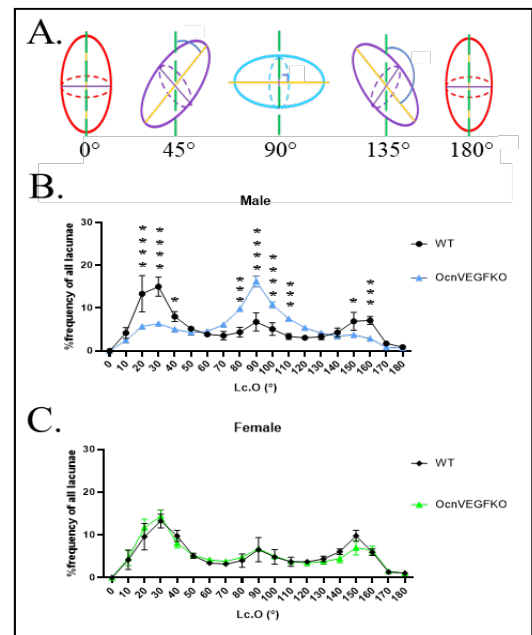 A.
0° 45° 90° 135° 180°
B.
Male
%frequency of all lacunae
30
20
10
0
**** **** * *** **** **** *** * ***
WT
OcnVEGFKO
0 10 20 30 40 50 60 70 80 90 100 110 120 130 140 150 160 170 180
Lc.O (°)
C.
Female
%frequency of all lacunae
30
20
10
0
WT
OcnVEGFKO
0 10 20 30 40 50 60 70 80 90 100 110 120 130 140 150 160 170 180
Lc.O (°)